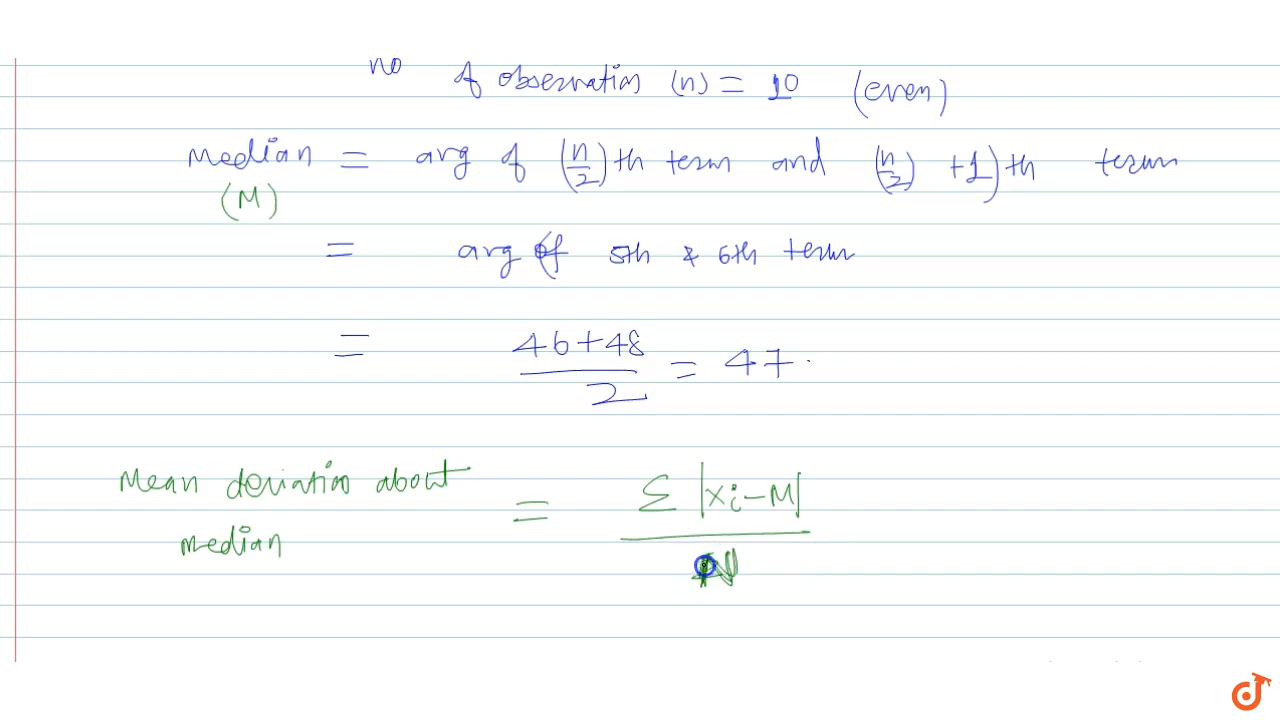 no of observation (n) = 10 (even)
Median = avg of (n/2)th term and (n/2) +1)th term
(M)
= avg of 5th & 6th term
= 46+48/2 = 47.
Mean deviation about median = Σ |xi-M|/N